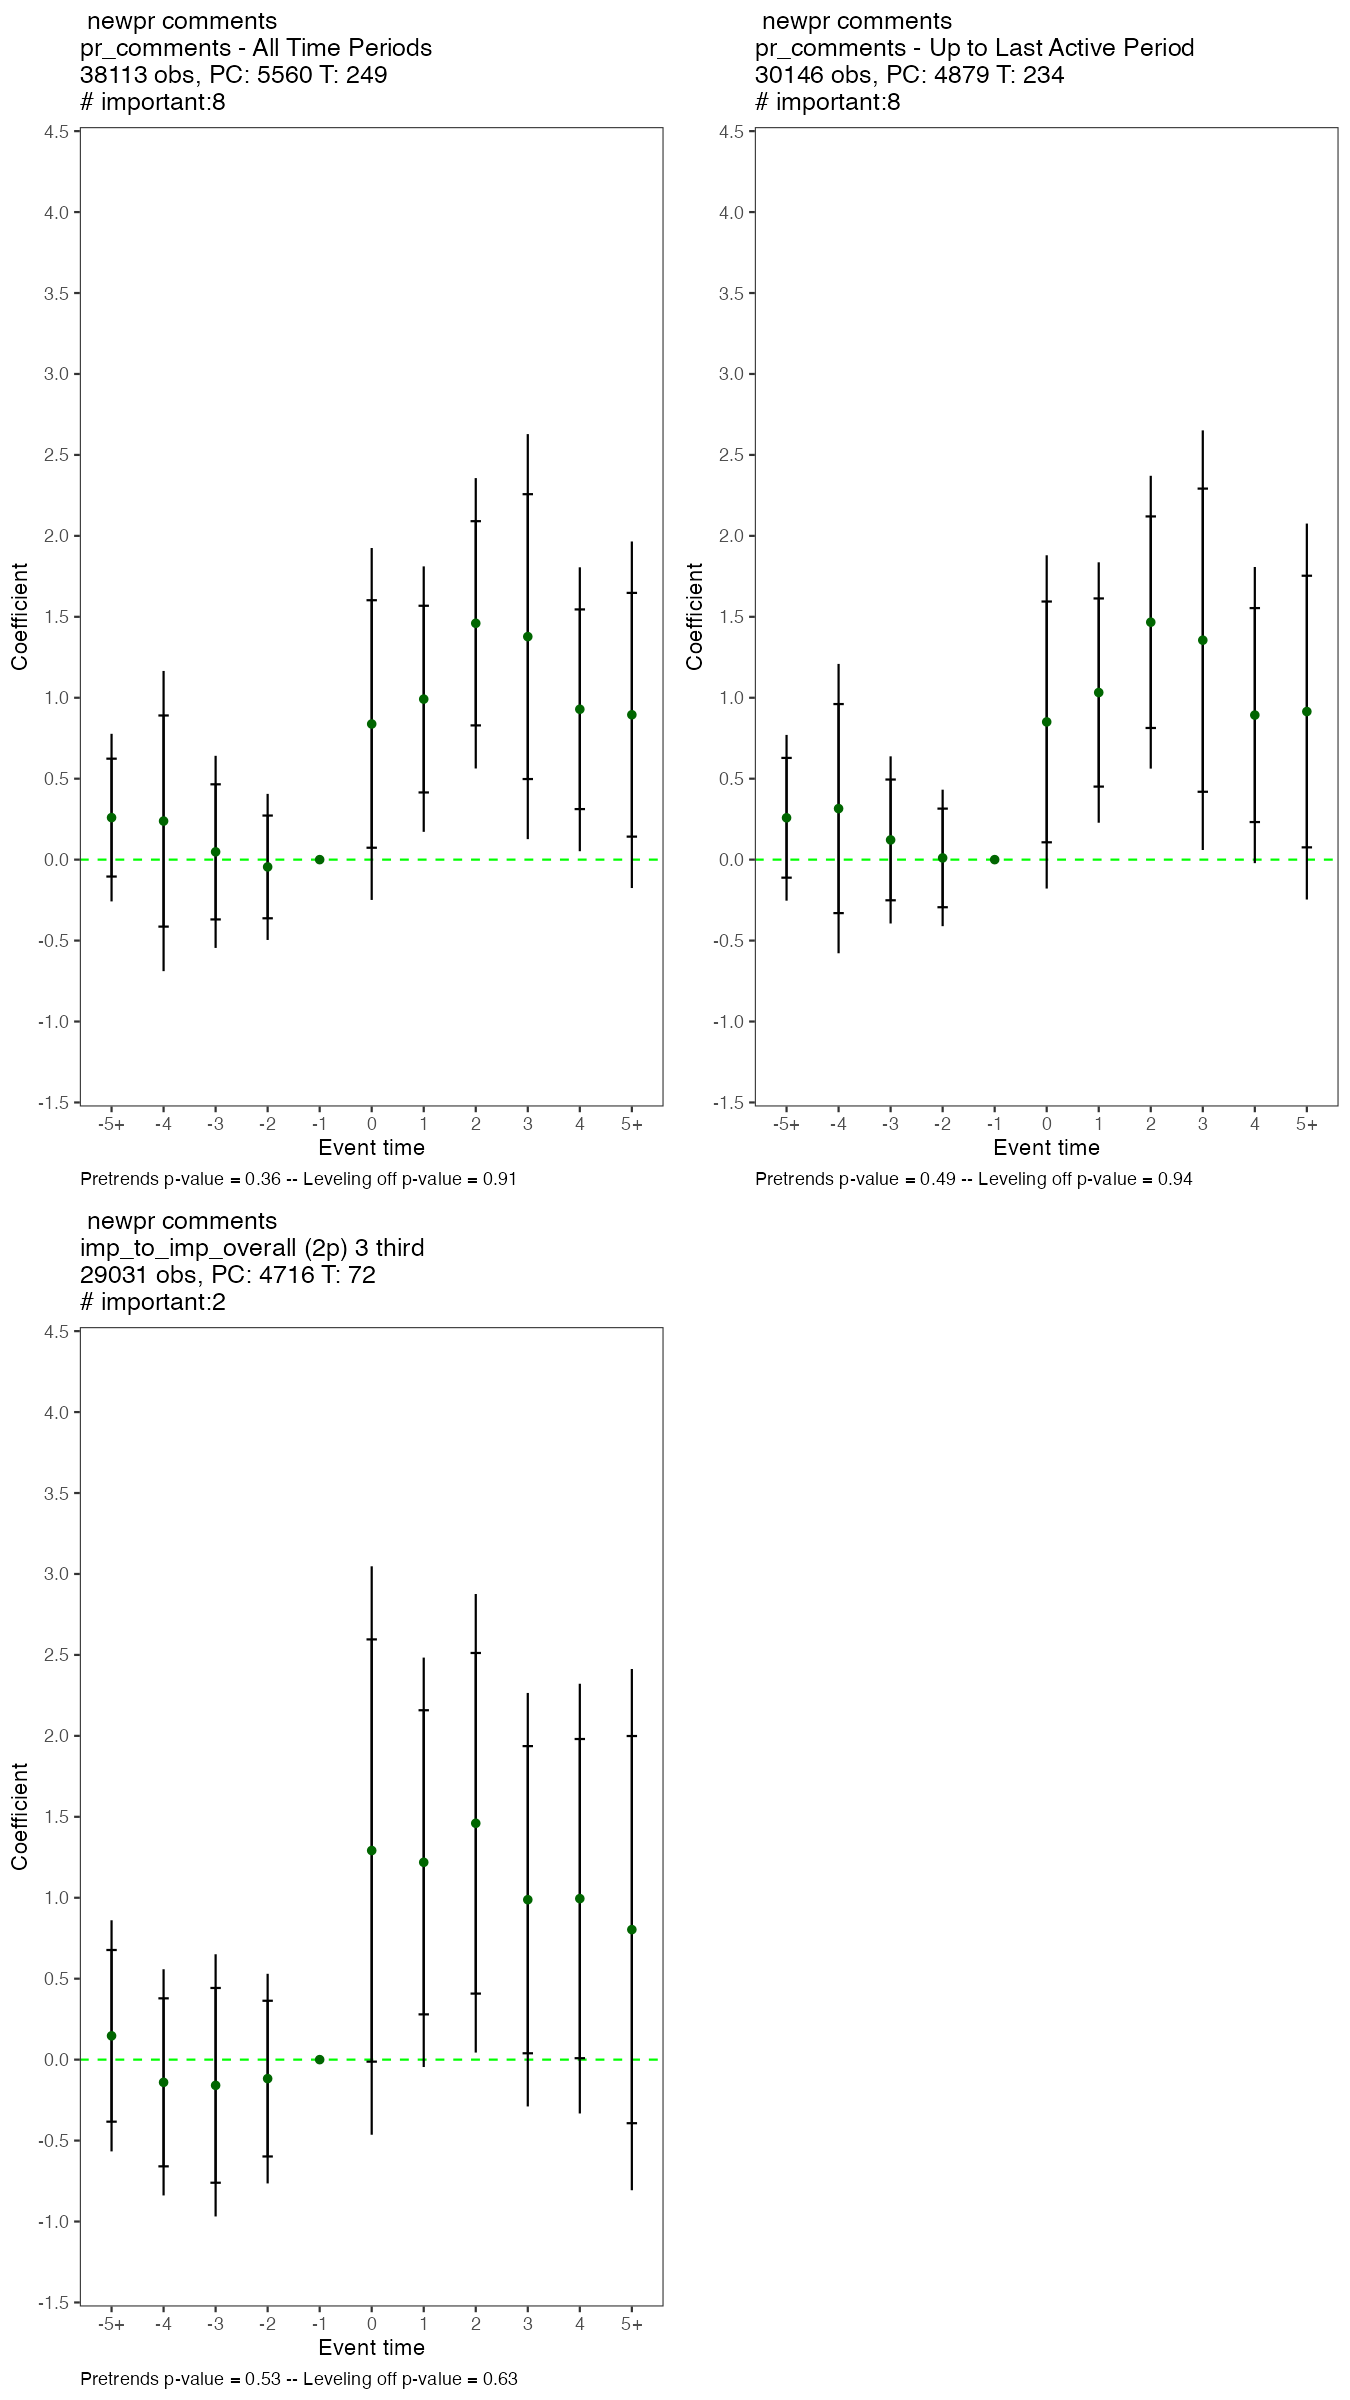 newpr comments
pr_comments - All Time Periods
38113 obs, PC: 5560 T: 249
# important:8
4.5
4.0
3.5
3.0
2.5
2.0
1.5
1.0
0.5
0.0
-0.5
-1.0
-1.5
Coefficient
-5+ -4 -3 -2 -1 0 1 2 3 4 5+
Event time
Pretrends p-value = 0.36 -- Leveling off p-value = 0.91
newpr comments
pr_comments - Up to Last Active Period
30146 obs, PC: 4879 T: 234
# important:8
4.5
4.0
3.5
3.0
2.5
2.0
1.5
1.0
0.5
0.0
-0.5
-1.0
-1.5
Coefficient
-5+ -4 -3 -2 -1 0 1 2 3 4 5+
Event time
Pretrends p-value = 0.49 -- Leveling off p-value = 0.94
newpr comments
imp_to_imp_overall (2p) 3 third
29031 obs, PC: 4716 T: 72
# important:2
4.5
4.0
3.5
3.0
2.5
2.0
1.5
1.0
0.5
0.0
-0.5
-1.0
-1.5
Coefficient
-5+ -4 -3 -2 -1 0 1 2 3 4 5+
Event time
Pretrends p-value = 0.53 -- Leveling off p-value = 0.63